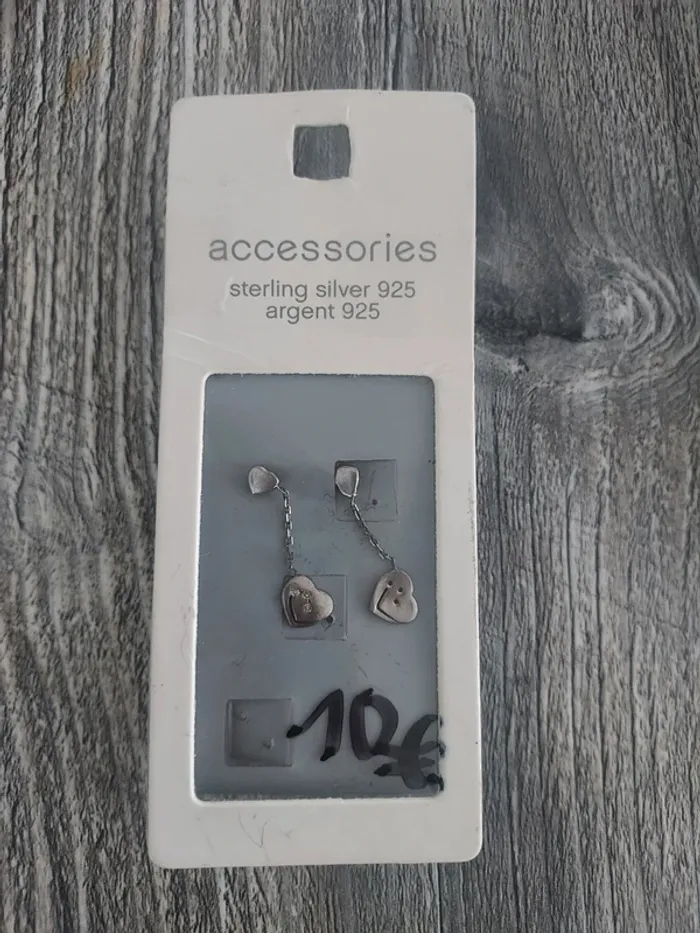 accessories
sterling silver 925
argent 925
10€